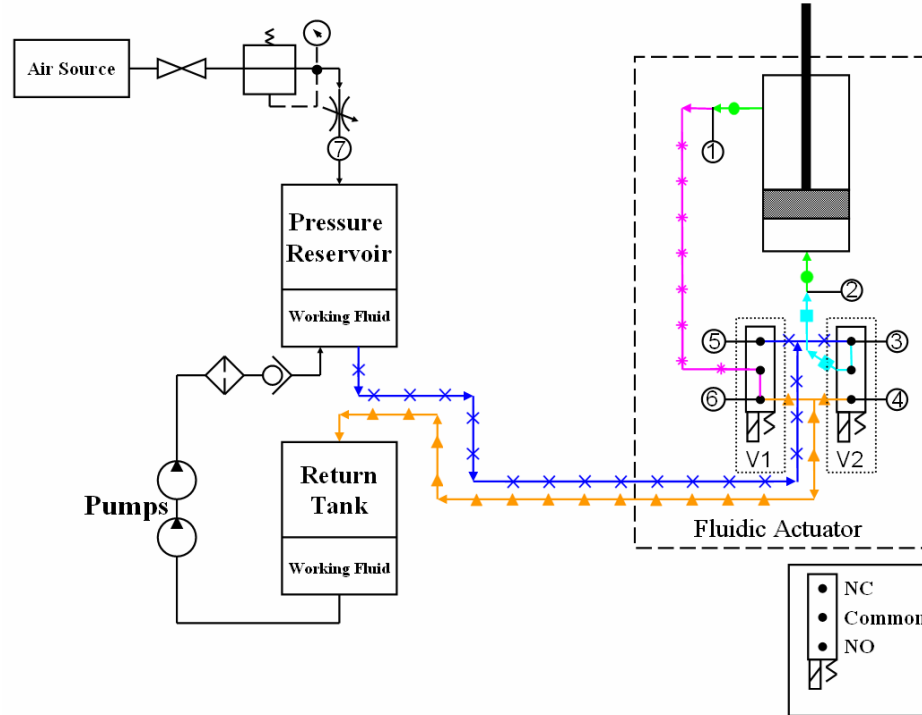 Air Source
7
Pressure
Reservoir
Working Fluid
Return
Tank
Working Fluid
Pumps
1
2
5
3
6
4
V1
V2
Fluidic Actuator
NC
Common
NO